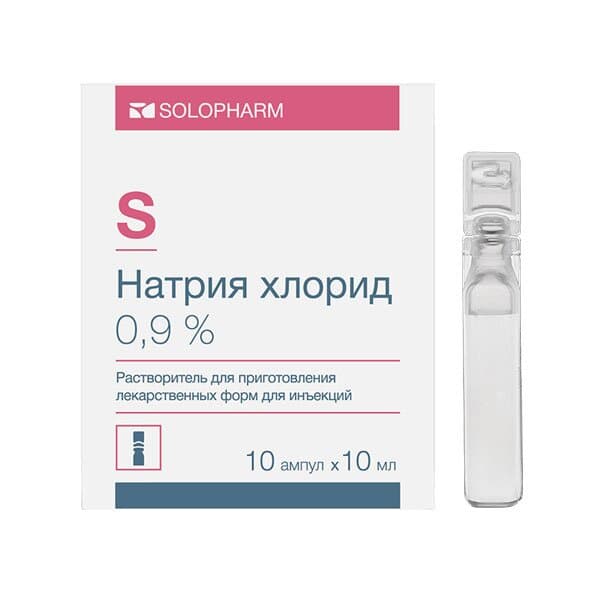 SOLOPHARM
S
Натрия хлорид
0,9 %
Растворитель для приготовления
лекарственных форм для инъекций
10 ампул x 10 мл